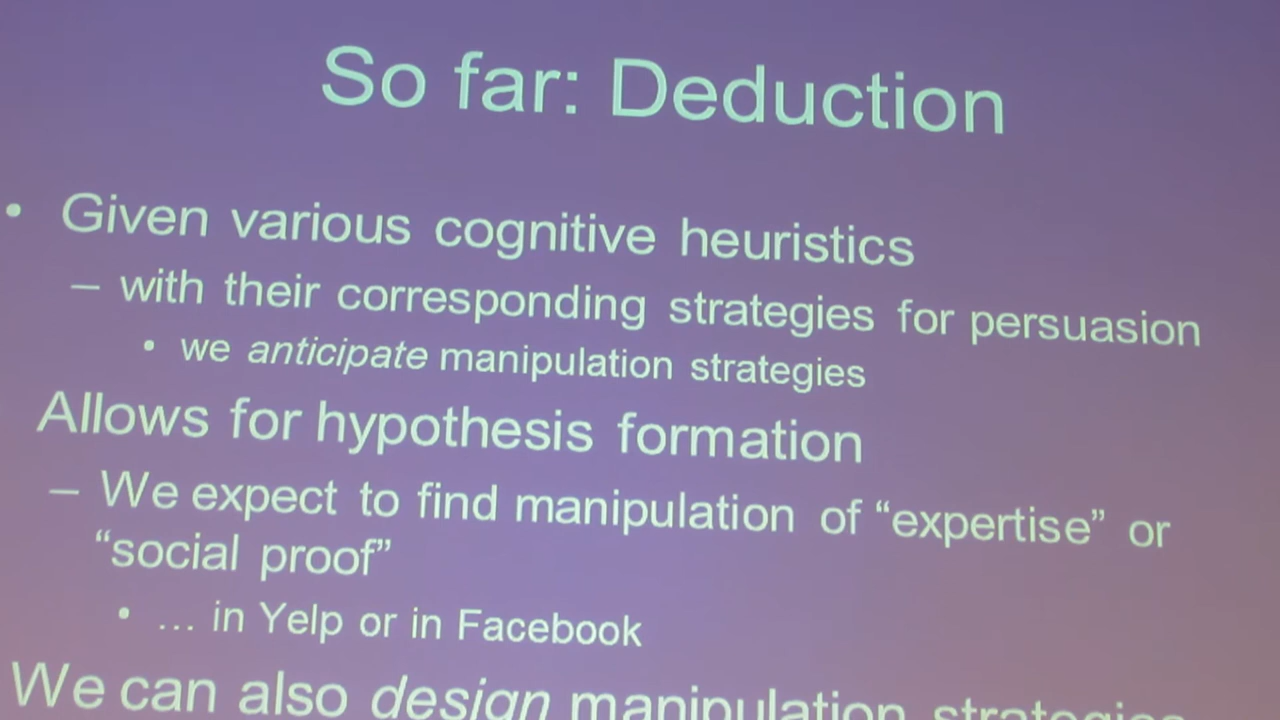 So far: Deduction
• Given various cognitive heuristics
– with their corresponding strategies for persuasion
• we anticipate manipulation strategies
Allows for hypothesis formation
– We expect to find manipulation of “expertise” or
“social proof”
• … in Yelp or in Facebook
We can also design manipulation strategies